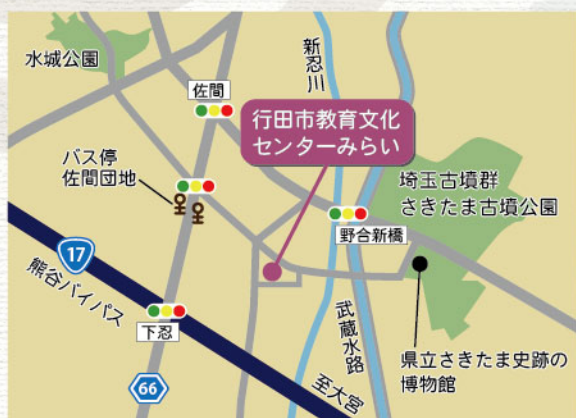 水城公園
佐間
新忍川
行田市教育文化
センターみらい
バス停
佐間団地
埼玉古墳群
さきたま古墳公園
野合新橋
17
熊谷バイパス
下忍
武蔵水路
県立さきたま史跡の
博物館
66
至大宮